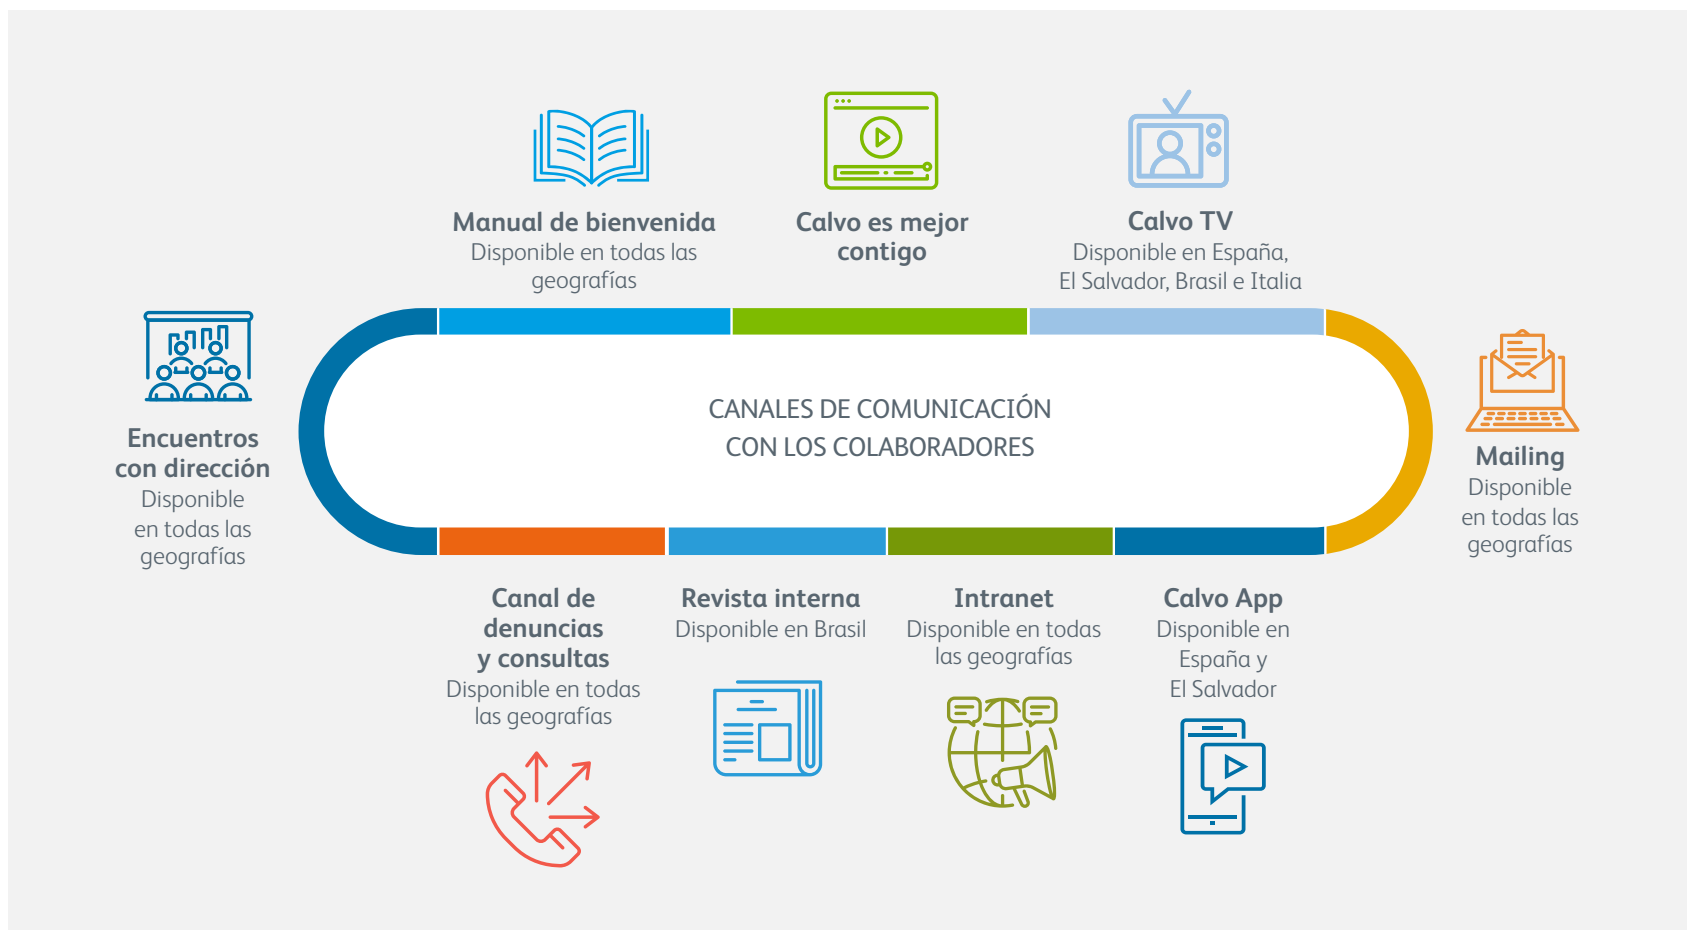 Manual de bienvenida
Disponible en todas las
geografías
Calvo es mejor
contigo
Calvo TV
Disponible en España,
El Salvador, Brasil e Italia
Encuentros
con dirección
Disponible
en todas las
geografías
CANALES DE COMUNICACIÓN
CON LOS COLABORADORES
Mailing
Disponible
en todas las
geografías
Canal de
denuncias
y consultas
Disponible en todas
las geografías
Revista interna
Disponible en Brasil
Intranet
Disponible en todas
las geografías
Calvo App
Disponible en
España y
El Salvador